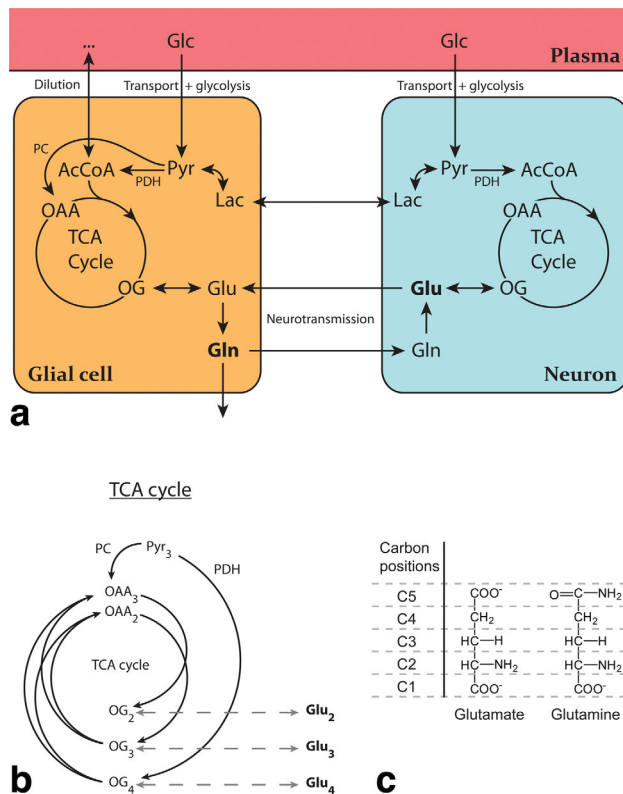 ... Glc Glc
Plasma
Dilution Transport + glycolysis Transport + glycolysis
PC
AcCoA Pyr Pyr AcCoA
PDH PDH
OAA Lac Lac OAA
TCA Cycle TCA Cycle
OG Glu Glu OG
Neurotransmission
Gln Gln
Glial cell Neuron
a
TCA cycle
PC Pyr3
PDH
OAA3
OAA2
TCA cycle
OG2 Glu2
OG3 Glu3
OG4 Glu4
b
Carbon positions
C5 COO- O=C-NH2
C4 CH2 CH2
C3 HC-H HC-H
C2 HC-NH2 HC-NH2
C1 COO- COO-
Glutamate Glutamine
c